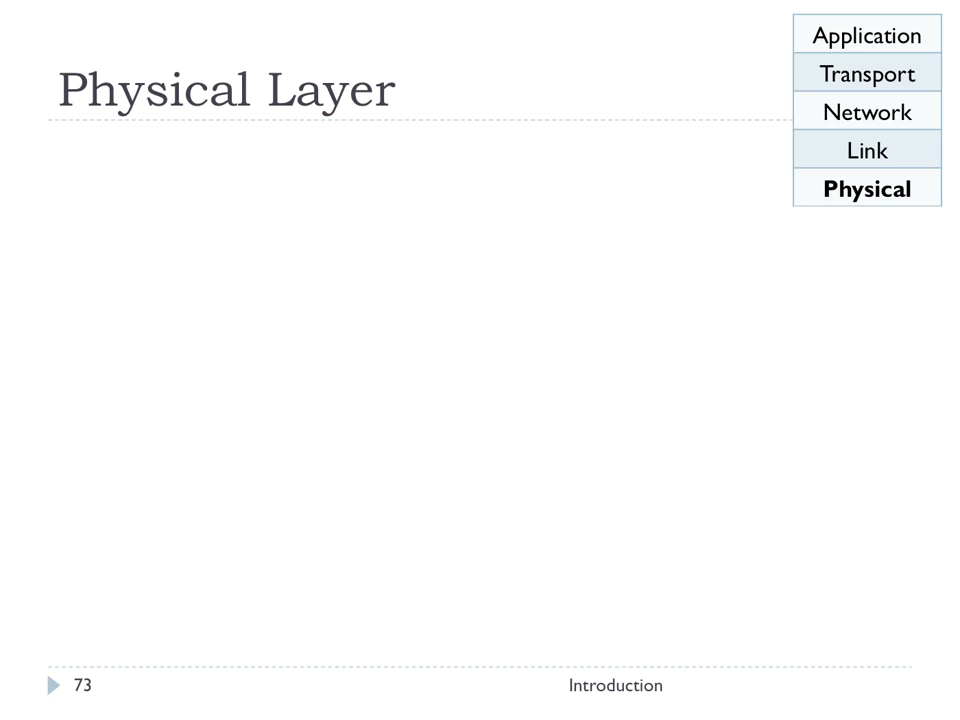 Physical Layer
Application
Transport
Network
Link
Physical
73
Introduction